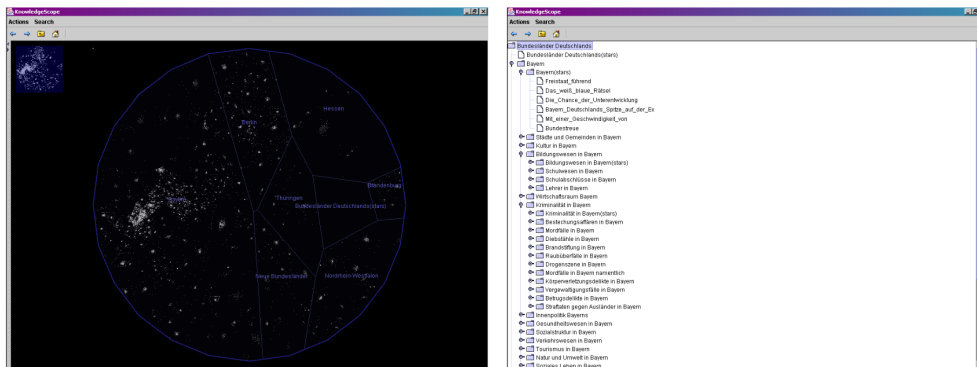 KnowledgeScope
Actions Search
Hessen
Berlin
Brandenburg
Bayern
Thüringen
Bundesländer Deutschlands(stars)
Neue Bundesländer
Nordrhein-Westfalen
KnowledgeScope
Actions Search
Bundesländer Deutschlands
Bundesländer Deutschlands(stars)
Bayern
Bayern(stars)
Freistaat_führend
Das_weiß_blaue_Rätsel
Die_Chance_der_Unterentwicklung
Bayern_Deutschlands_Spitze_auf_der_Ex
Mit_einer_Geschwindigkeit_von
Bundestreue
Städte und Gemeinden in Bayern
Kultur in Bayern
Bildungswesen in Bayern
Bildungswesen in Bayern(stars)
Schulwesen in Bayern
Schulabschlüsse in Bayern
Lehrer in Bayern
Wirtschaftsraum Bayern
Kriminalität in Bayern
Kriminalität in Bayern(stars)
Bestechungsaffären in Bayern
Mordfälle in Bayern
Diebstähle in Bayern
Brandstiftung in Bayern
Raubüberfälle in Bayern
Drogenszene in Bayern
Mordfälle in Bayern namentlich
Körperverletzungsdelikte in Bayern
Vergewaltigungsfälle in Bayern
Betrugsdelikte in Bayern
Straftaten gegen Ausländer in Bayern
Innenpolitik Bayerns
Gesundheitswesen in Bayern
Sozialstruktur in Bayern
Verkehrswesen in Bayern
Tourismus in Bayern
Natur und Umwelt in Bayern
Soziales Leben in Bayern